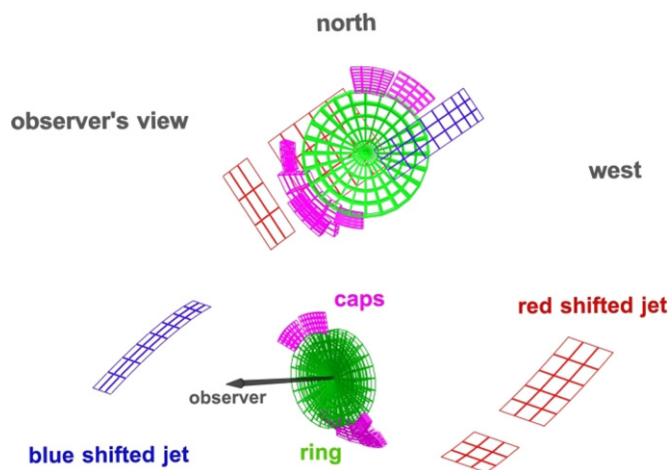 north
observer's view
west
caps
red shifted jet
observer
blue shifted jet
ring